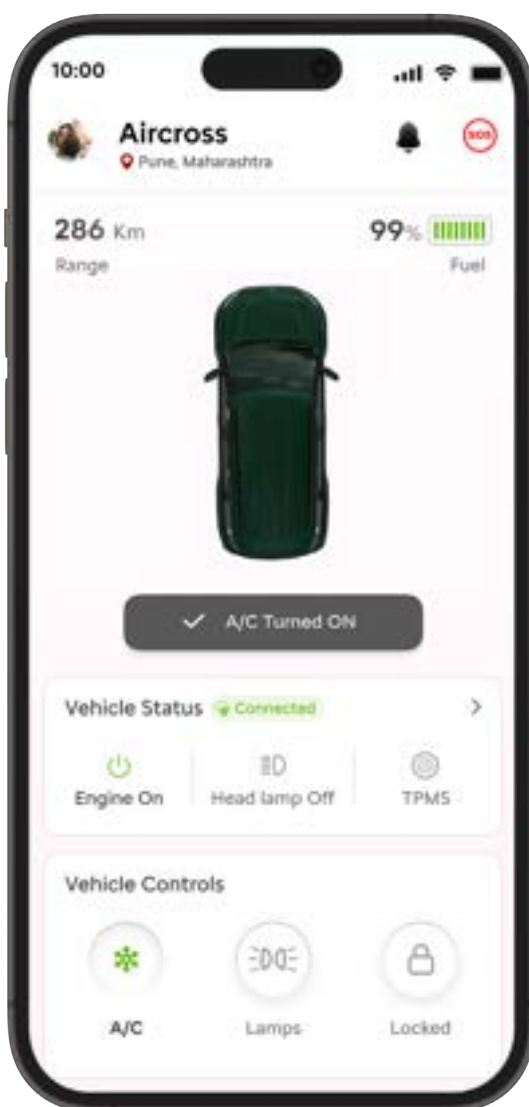 10:00
Aircross
SOS
Pune, Maharashtra
286 Km
99%
Range
Fuel
A/C Turned ON
Vehicle Status
Connected
Engine On
Head lamp Off
TPMS
Vehicle Controls
A/C
Lamps
Locked